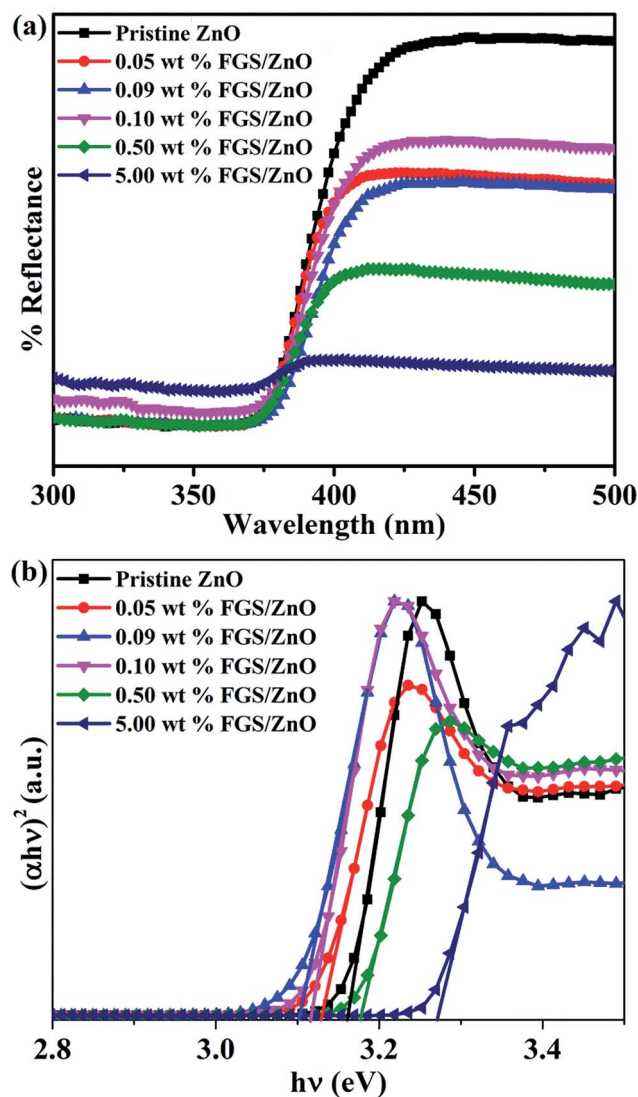 (a)
Pristine ZnO
0.05 wt % FGS/ZnO
0.09 wt % FGS/ZnO
0.10 wt % FGS/ZnO
0.50 wt % FGS/ZnO
5.00 wt % FGS/ZnO
% Reflectance
300 350 400 450 500
Wavelength (nm)
(b)
Pristine ZnO
0.05 wt % FGS/ZnO
0.09 wt % FGS/ZnO
0.10 wt % FGS/ZnO
0.50 wt % FGS/ZnO
5.00 wt % FGS/ZnO
(αhν)² (a.u.)
2.8 3.0 3.2 3.4
hν (eV)